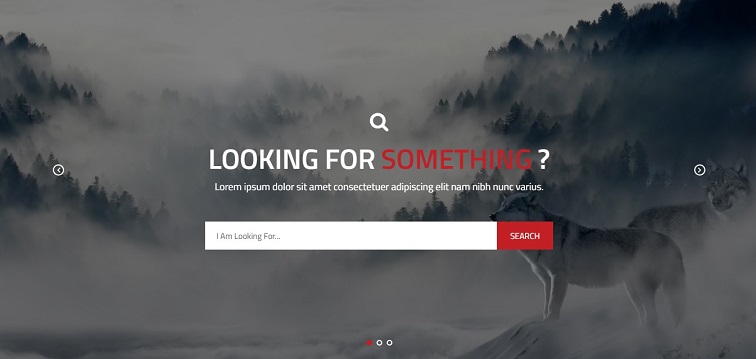 LOOKING FOR SOMETHING ?
Lorem ipsum dolor sit amet consectetuer adipiscing elit nam nibh nunc varius.
I Am Looking For...
SEARCH